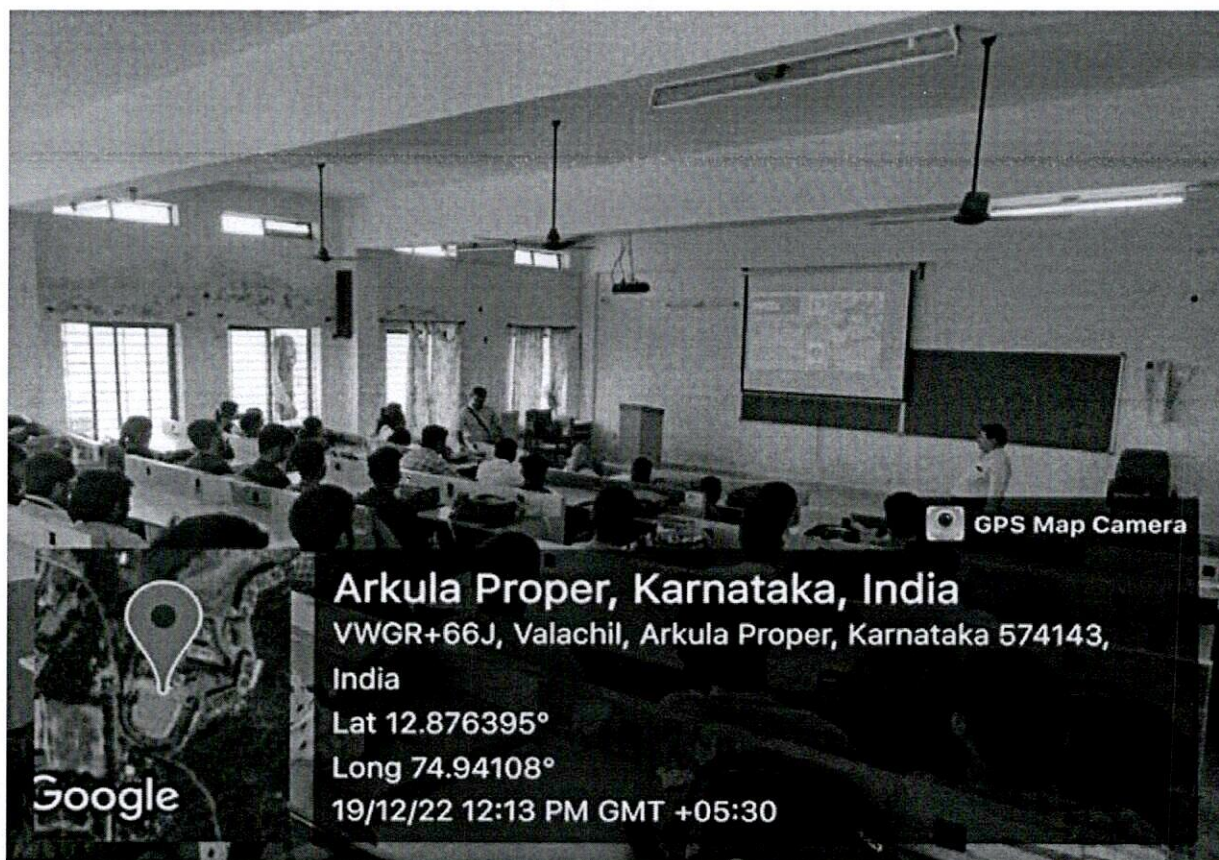 GPS Map Camera
Arkula Proper, Karnataka, India
VWGR+66J, Valachil, Arkula Proper, Karnataka 574143,
India
Lat 12.876395°
Long 74.94108°
19/12/22 12:13 PM GMT +05:30
Google